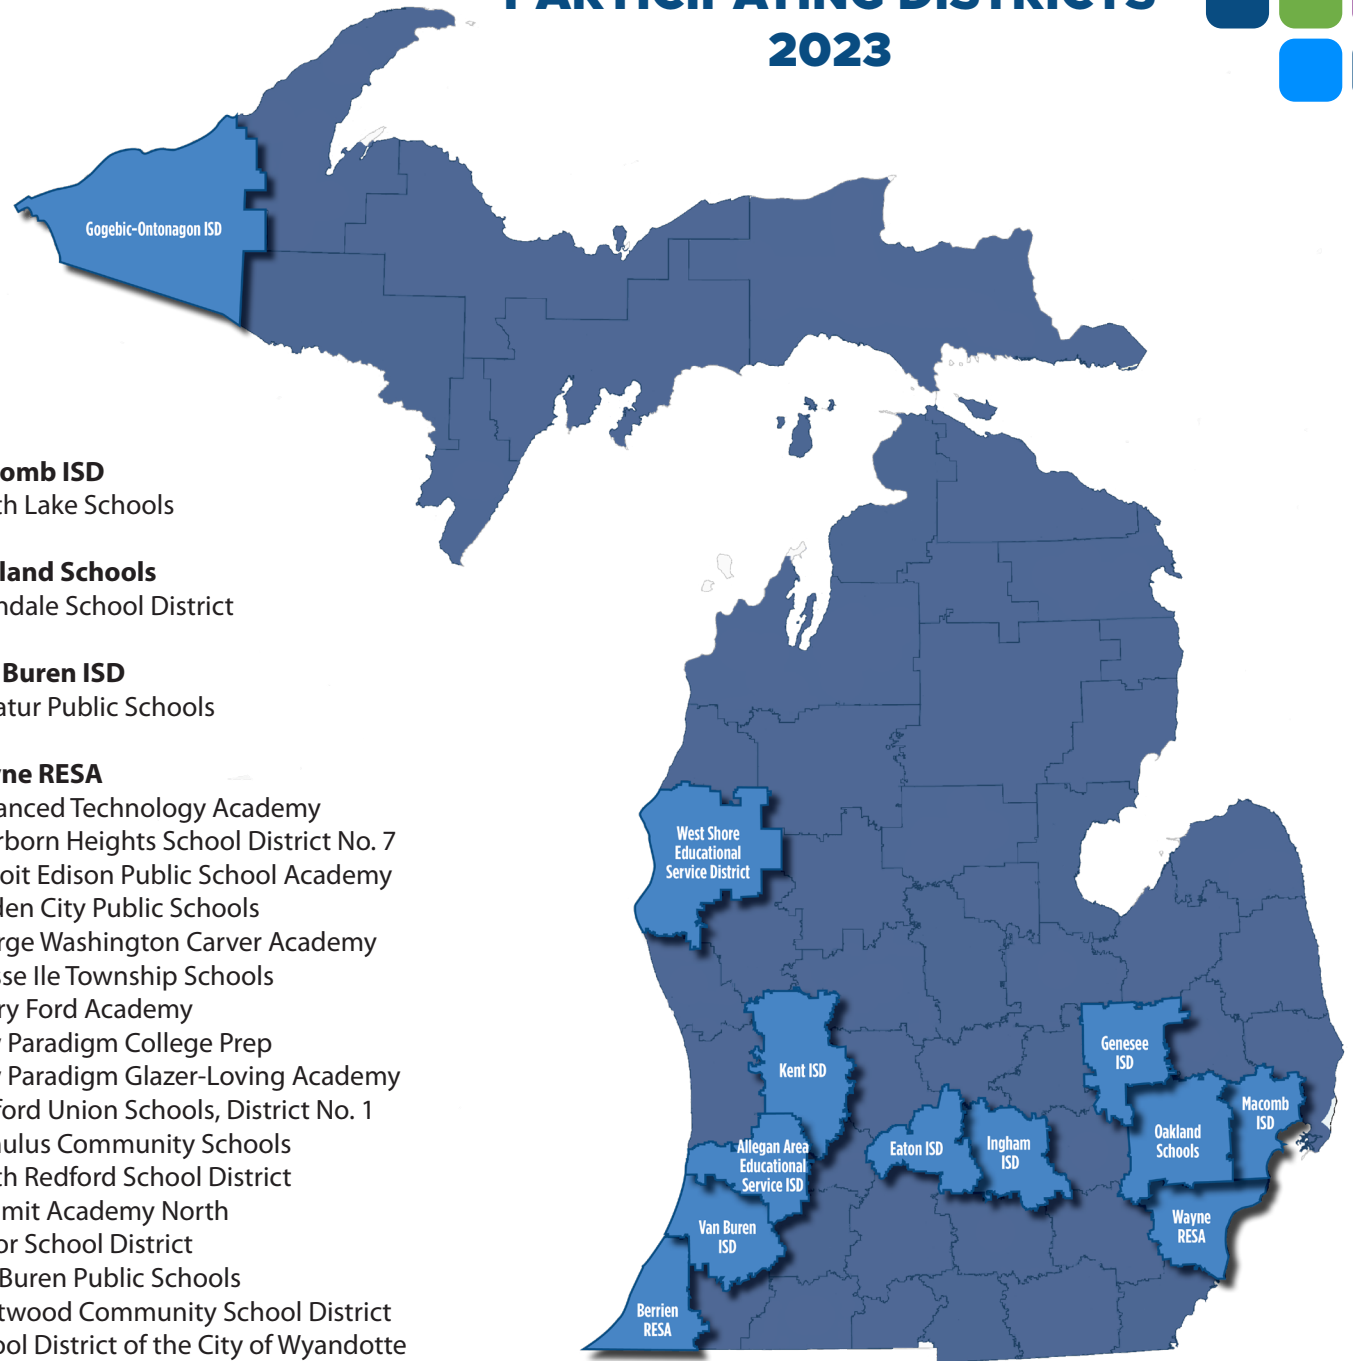 PARTICIPATING DISTRICTS
2023
Gogebic-Ontonagon ISD
omb ISD
th Lake Schools
land Schools
ndale School District
Buren ISD
atur Public Schools
ne RESA
anced Technology Academy
rborn Heights School District No. 7
oit Edison Public School Academy
den City Public Schools
rge Washington Carver Academy
sse Ile Township Schools
ry Ford Academy
Paradigm College Prep
Paradigm Glazer-Loving Academy
ford Union Schools, District No. 1
ulus Community Schools
th Redford School District
mit Academy North
or School District
Buren Public Schools
twood Community School District
ool District of the City of Wyandotte
West Shore
Educational
Service District
Kent ISD
Allegan Area
Educational
Service ISD
Van Buren
ISD
Berrien
RESA
Eaton ISD
Ingham
ISD
Genesee
ISD
Oakland
Schools
Macomb
ISD
Wayne
RESA